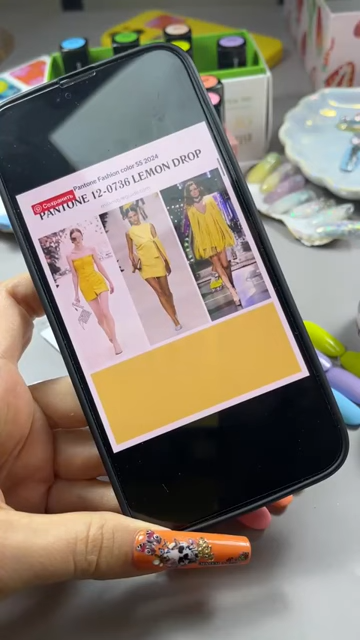 Pantone Fashion color SS 2024
Сохранить
PANTONE 12-0736 LEMON DROP